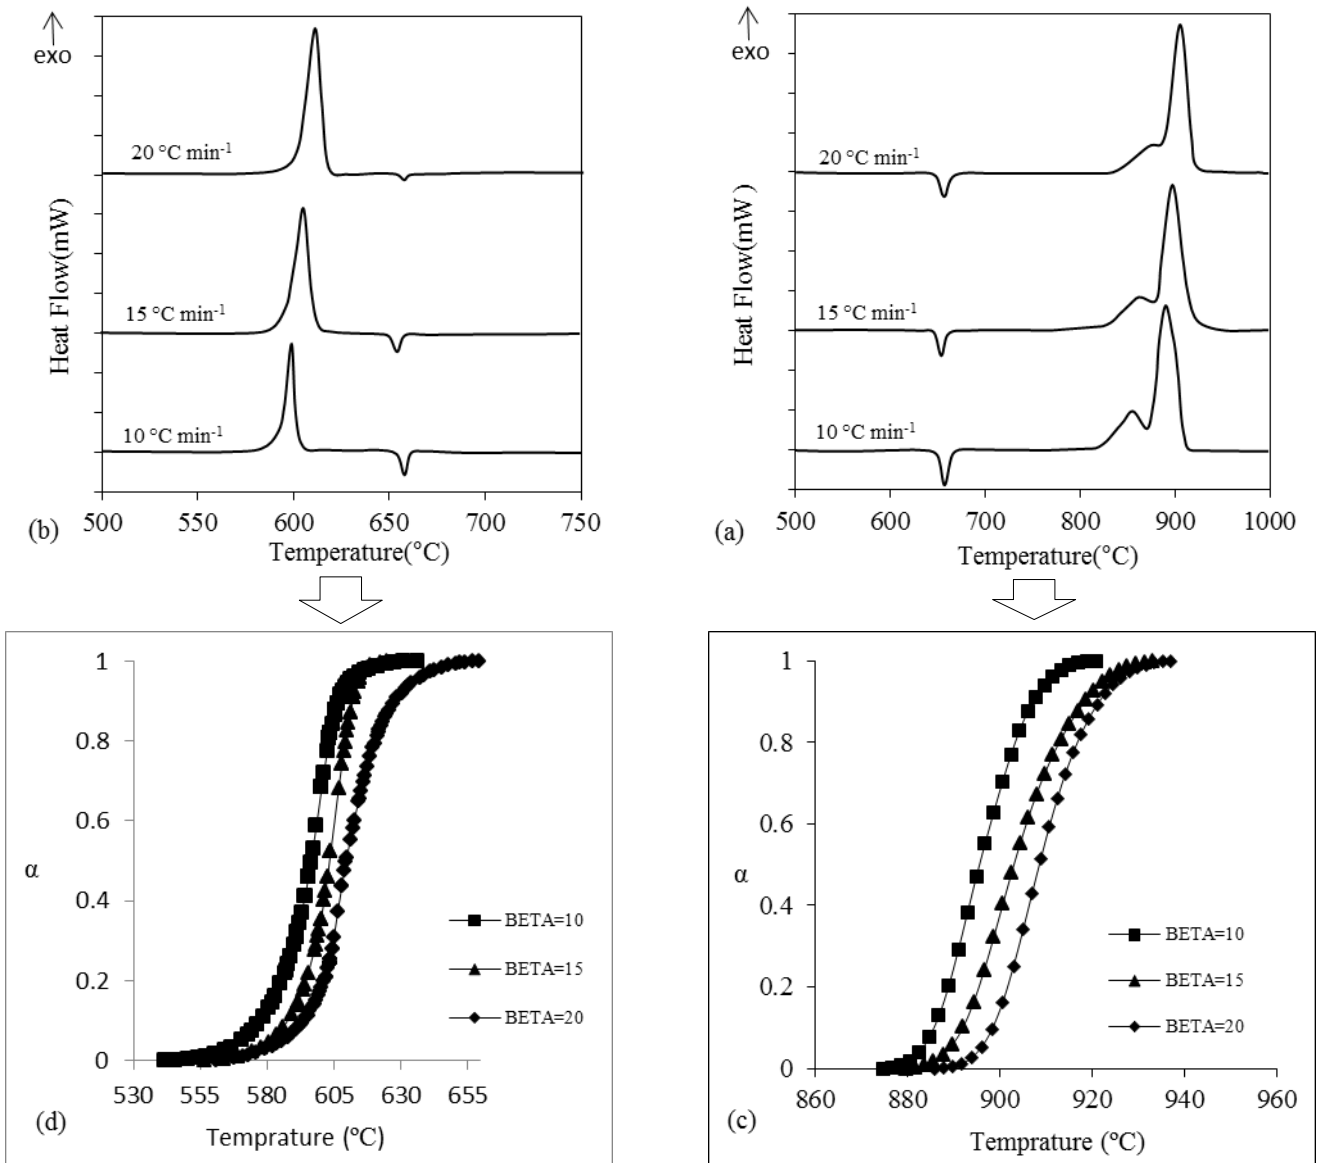 exo
20 °C min-1
15 °C min-1
10 °C min-1
Heat Flow(mW)
500 550 600 650 700 750
Temperature(°C)
(b)
exo
20 °C min-1
15 °C min-1
10 °C min-1
Heat Flow(mW )
500 600 700 800 900 1000
Temperature(°C)
(a)
1
0.8
0.6
0.4
0.2
0
α
BETA=10
BETA=15
BETA=20
530 555 580 605 630 655
Temprature (ºC)
(d)
1
0.8
0.6
0.4
0.2
0
α
BETA=10
BETA=15
BETA=20
860 880 900 920 940 960
Temprature (ºC)
(c)